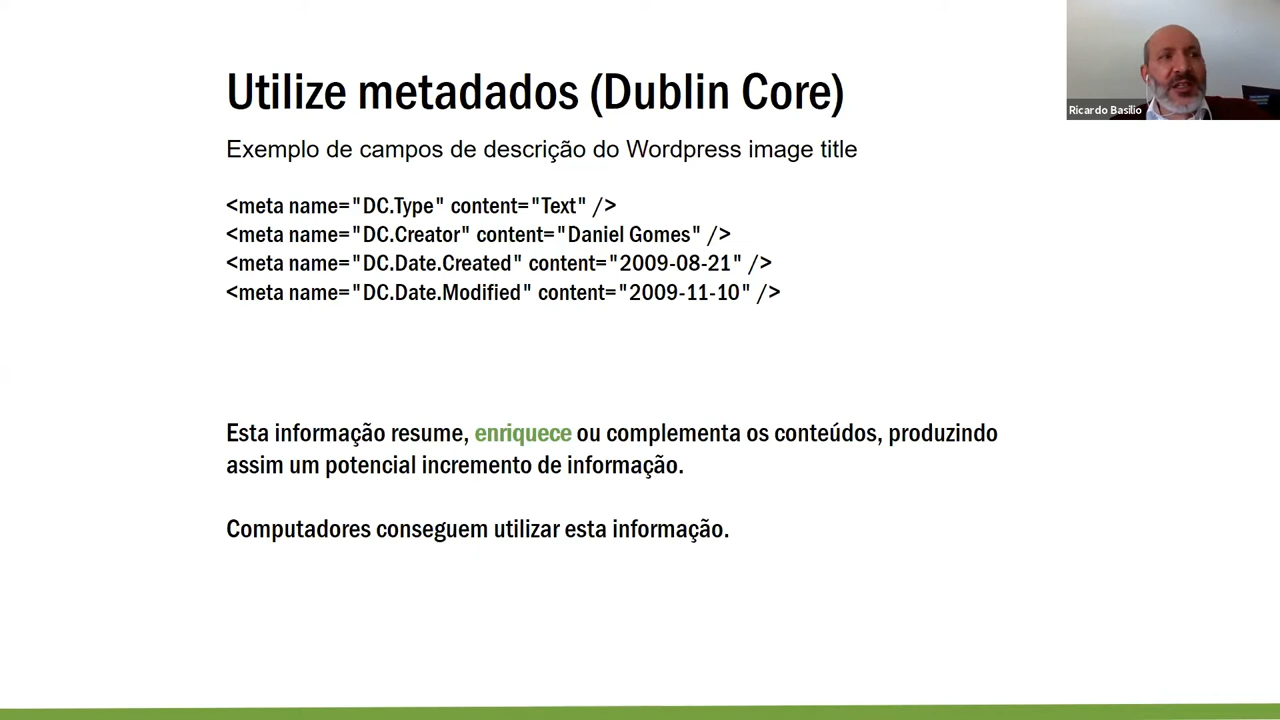 Utilize metadados (Dublin Core)
Exemplo de campos de descrição do Wordpress image title
<meta name="DC.Type" content="Text" />
<meta name="DC.Creator" content="Daniel Gomes" />
<meta name="DC.Date.Created" content="2009-08-21" />
<meta name="DC.Date.Modified" content="2009-11-10" />
Esta informação resume, enriquece ou complementa os conteúdos, produzindo
assim um potencial incremento de informação.
Computadores conseguem utilizar esta informação.
Ricardo Basílio